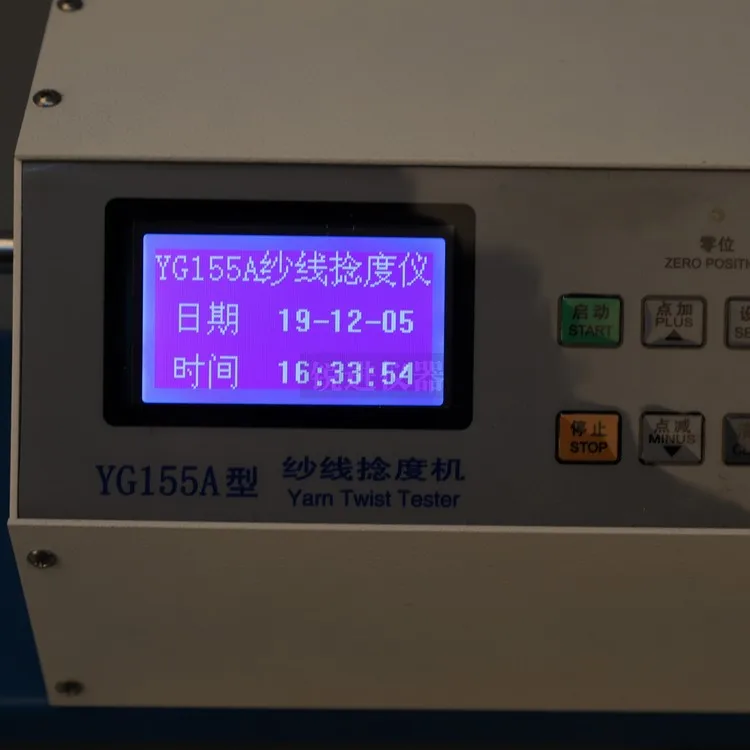 YG155A纱线捻度仪
日期 19-12-05
时间 16:33:54
YG155A型
纱线捻度机
Yarn Twist Tester
零位
ZERO POSITI
启动
START
点加
PLUS
停止
STOP
点减
MINUS